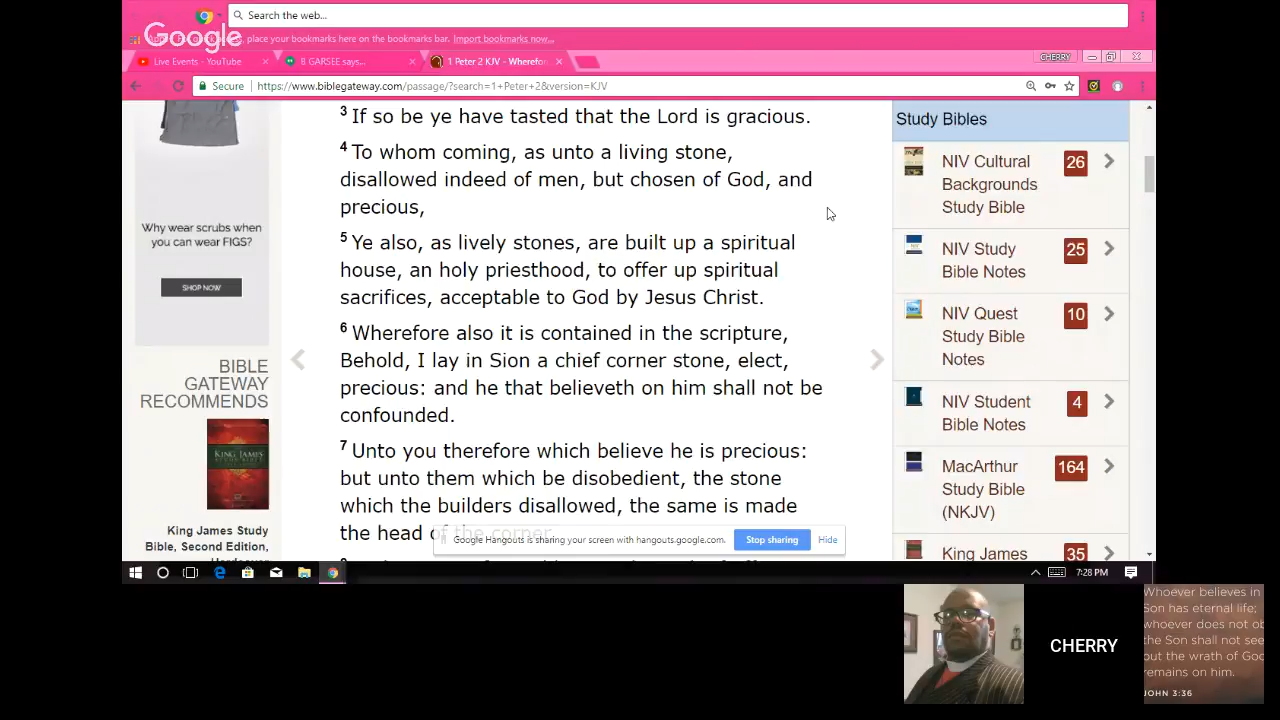 Search the web...
Google
place your bookmarks here on the bookmarks bar. Import bookmarks now...
Live Events - YouTube
8 GARSEE says...
1 Peter 2 KJV - Wherefor
CHERRY
Secure
https://www.biblegateway.com/passage/?search=1+Peter+2&version=KJV
Why wear scrubs when
you can wear FIGS?
SHOP NOW
BIBLE
GATEWAY
RECOMMENDS
KING JAMES
King James Study
Bible, Second Edition,
3 If so be ye have tasted that the Lord is gracious.
4 To whom coming, as unto a living stone,
disallowed indeed of men, but chosen of God, and
precious,
5 Ye also, as lively stones, are built up a spiritual
house, an holy priesthood, to offer up spiritual
sacrifices, acceptable to God by Jesus Christ.
6 Wherefore also it is contained in the scripture,
Behold, I lay in Sion a chief corner stone, elect,
precious: and he that believeth on him shall not be
confounded.
7 Unto you therefore which believe he is precious:
but unto them which be disobedient, the stone
which the builders disallowed, the same is made
the head of the corner
Google Hangouts is sharing your screen with hangouts.google.com.
Stop sharing
Hide
Study Bibles
NIV Cultural
Backgrounds
Study Bible
26
NIV Study
Bible Notes
25
NIV Quest
Study Bible
Notes
10
NIV Student
Bible Notes
4
MacArthur
Study Bible
(NKJV)
164
King James
35
7:28 PM
CHERRY
Whoever believes in
Son has eternal life;
whoever does not ob
the Son shall not see
but the wrath of God
remains on him.
JOHN 3:36